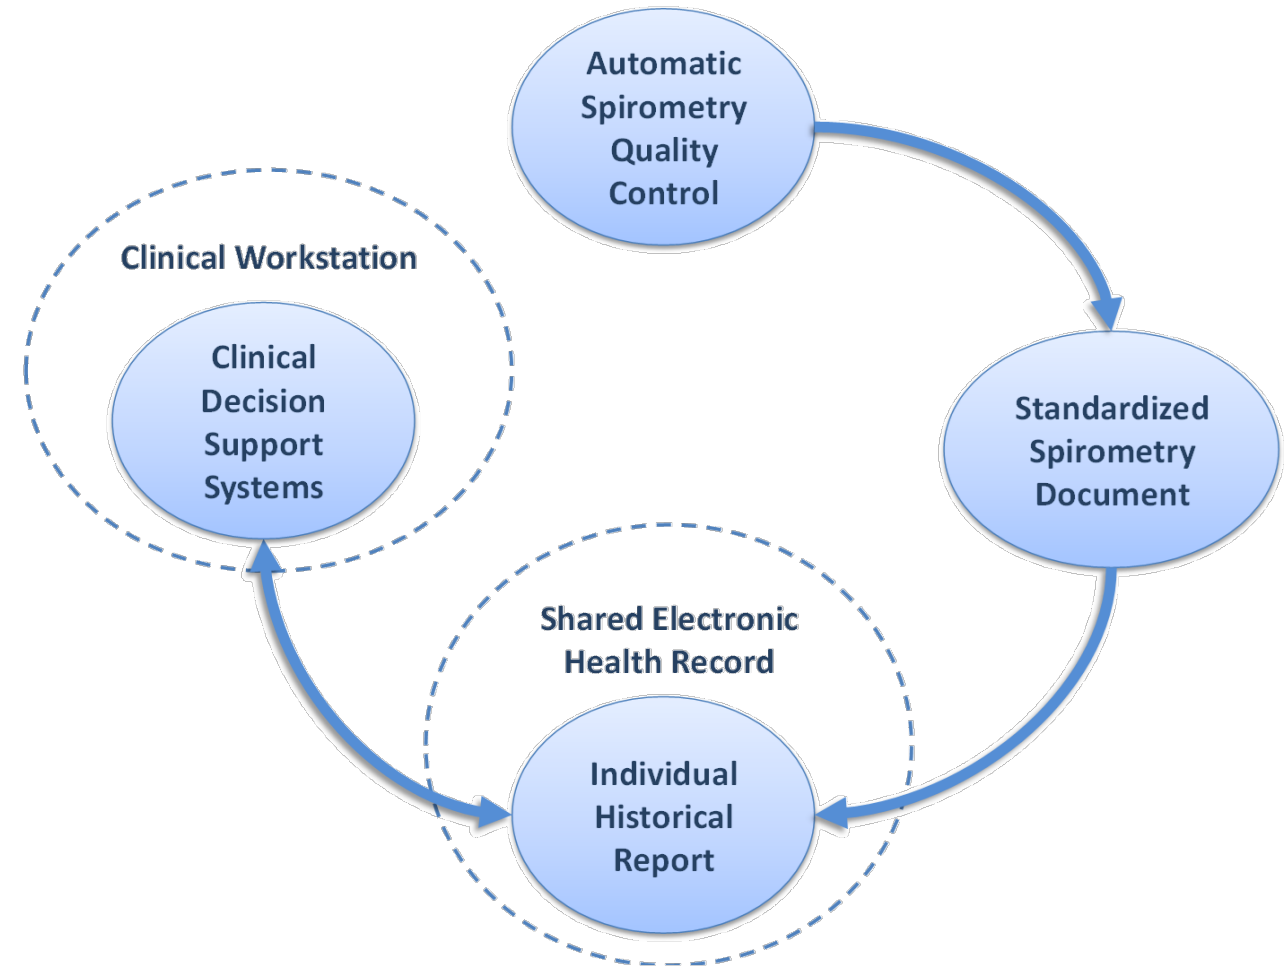 Automatic
Spirometry
Quality
Control
Clinical Workstation
Clinical
Decision
Support
Systems
Standardized
Spirometry
Document
Shared Electronic
Health Record
Individual
Historical
Report